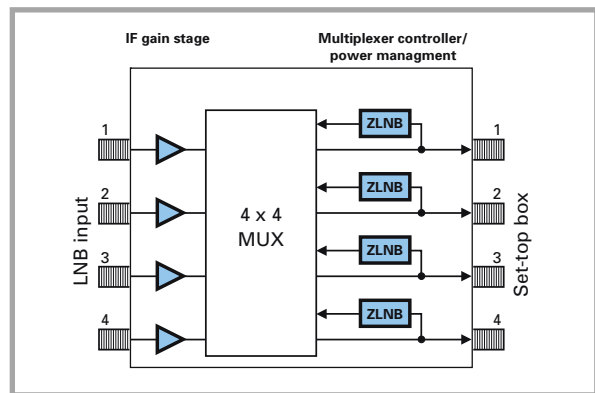 IF gain stage
Multiplexer controller/
power managment
1
2
3
4
LNB input
4 x 4
MUX
ZLNB
ZLNB
ZLNB
ZLNB
1
2
3
4
Set-top box